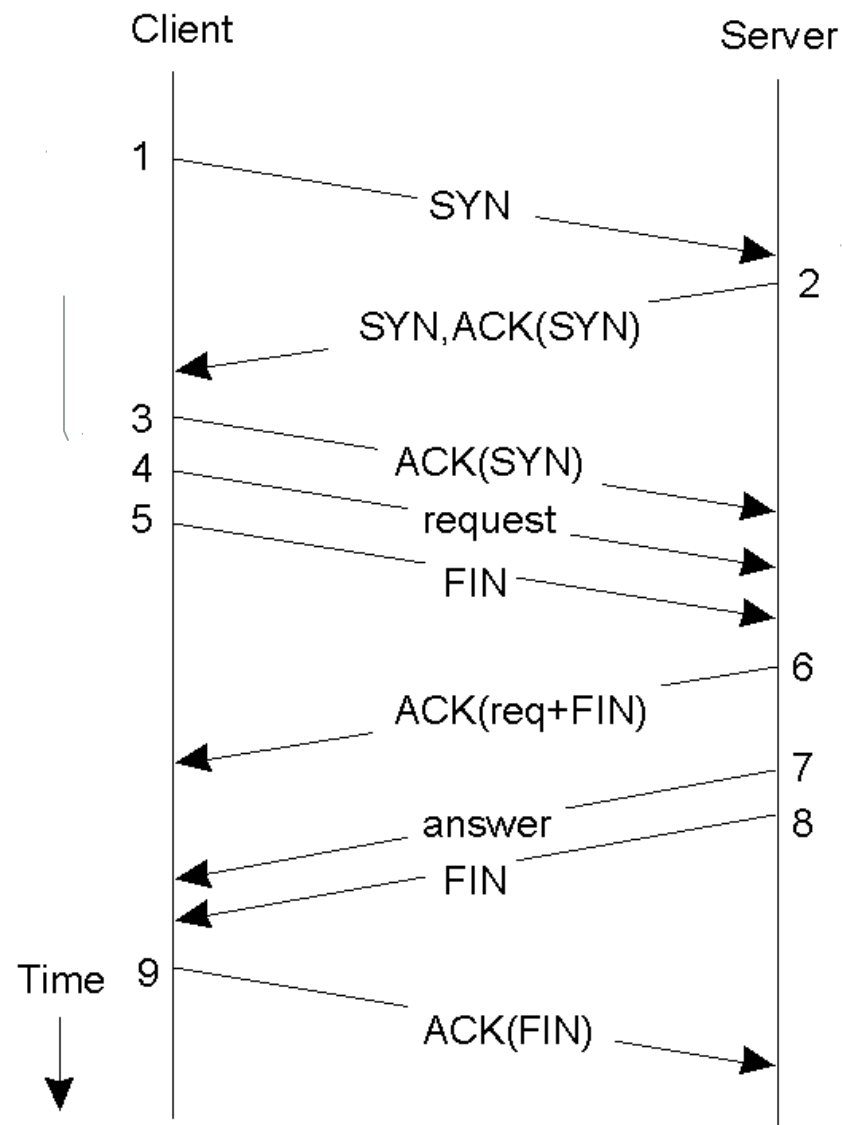 Client
Server
1
SYN
2
SYN,ACK(SYN)
3
ACK(SYN)
4
request
5
FIN
6
ACK(req+FIN)
7
answer
8
FIN
Time
9
ACK(FIN)